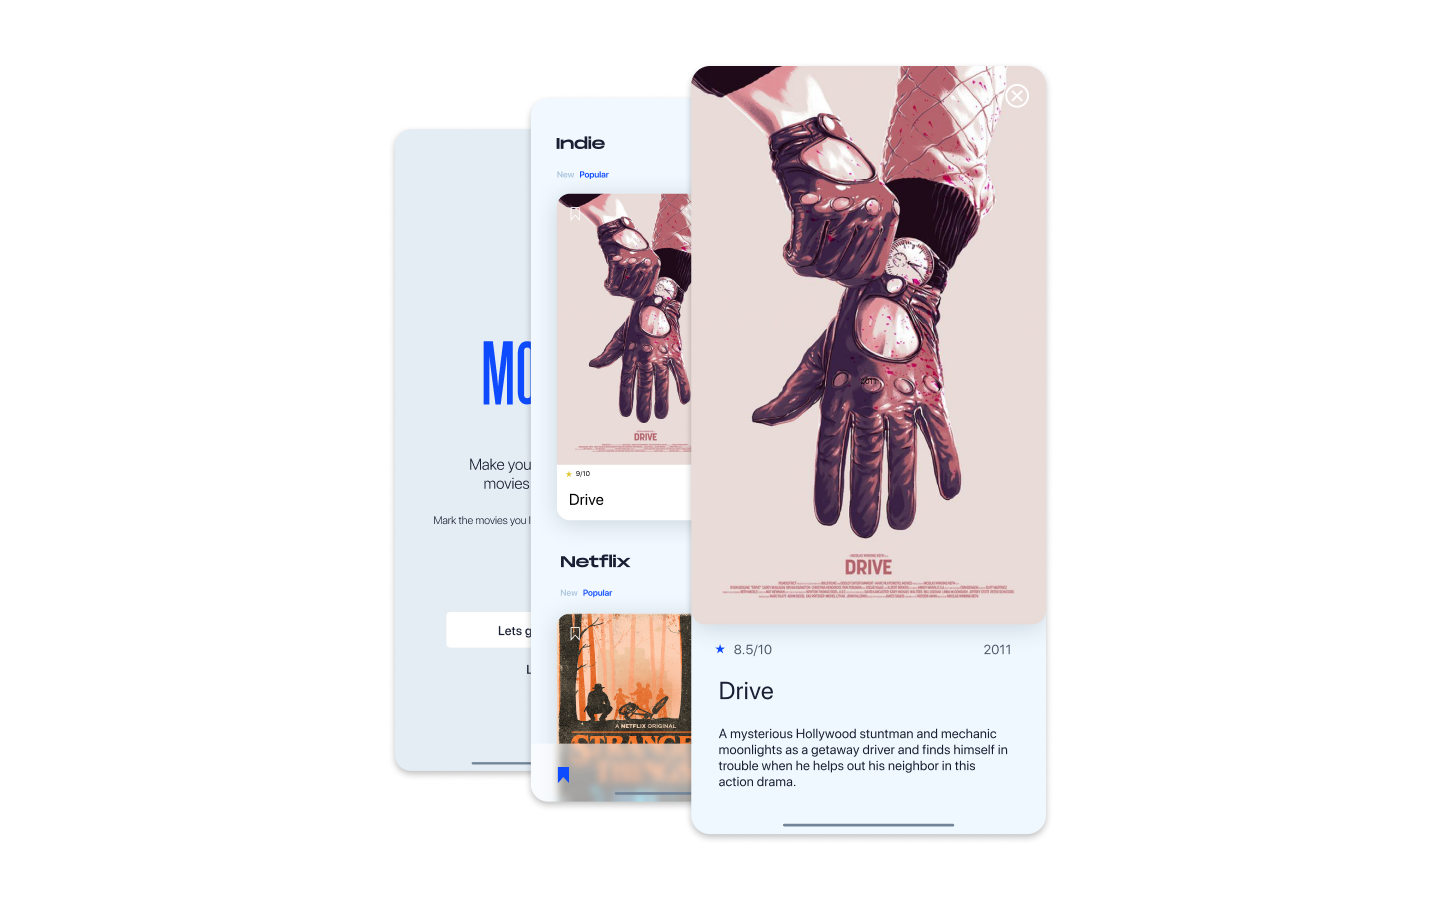 MO
Make you
movies
Mark the movies you l
Lets g
L
Indie
New Popular
DRIVE
9/10
Drive
Netflix
New Popular
A NETFLIX ORIGINAL
STRANGE
DRIVE
8.5/10
2011
Drive
A mysterious Hollywood stuntman and mechanic
moonlights as a getaway driver and finds himself in
trouble when he helps out his neighbor in this
action drama.